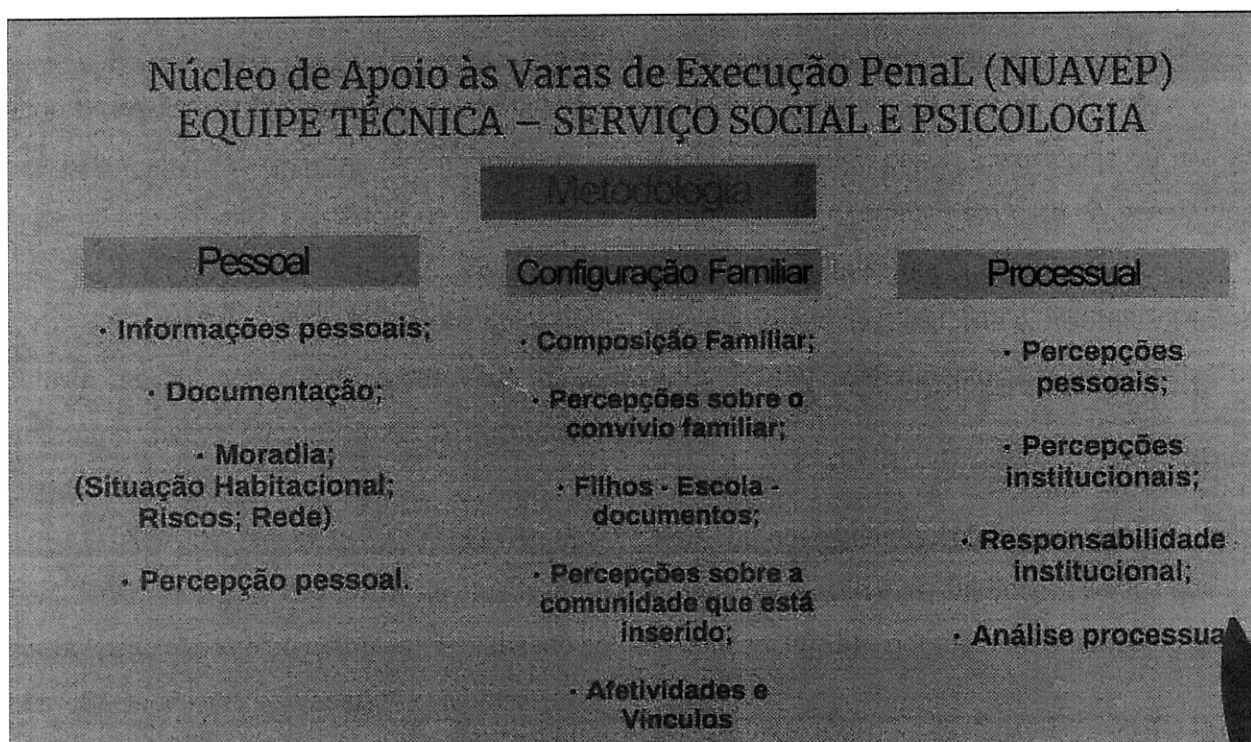 Núcleo de Apoio às Varas de Execução PenaL (NUAVEP)
EQUIPE TÉCNICA – SERVIÇO SOCIAL E PSICOLOGIA
Metodologia
Pessoal
· Informações pessoais;
· Documentação;
· Moradia;
(Situação Habitacional;
Riscos; Rede)
· Percepção pessoal.
Configuração Familiar
· Composição Familiar;
· Percepções sobre o
convívio familiar;
· Filhos - Escola -
documentos;
· Percepções sobre a
comunidade que está
inserido;
· Afetividades e
Vínculos
Processual
· Percepções
pessoais;
· Percepções
institucionais;
· Responsabilidade
institucional;
· Análise processua